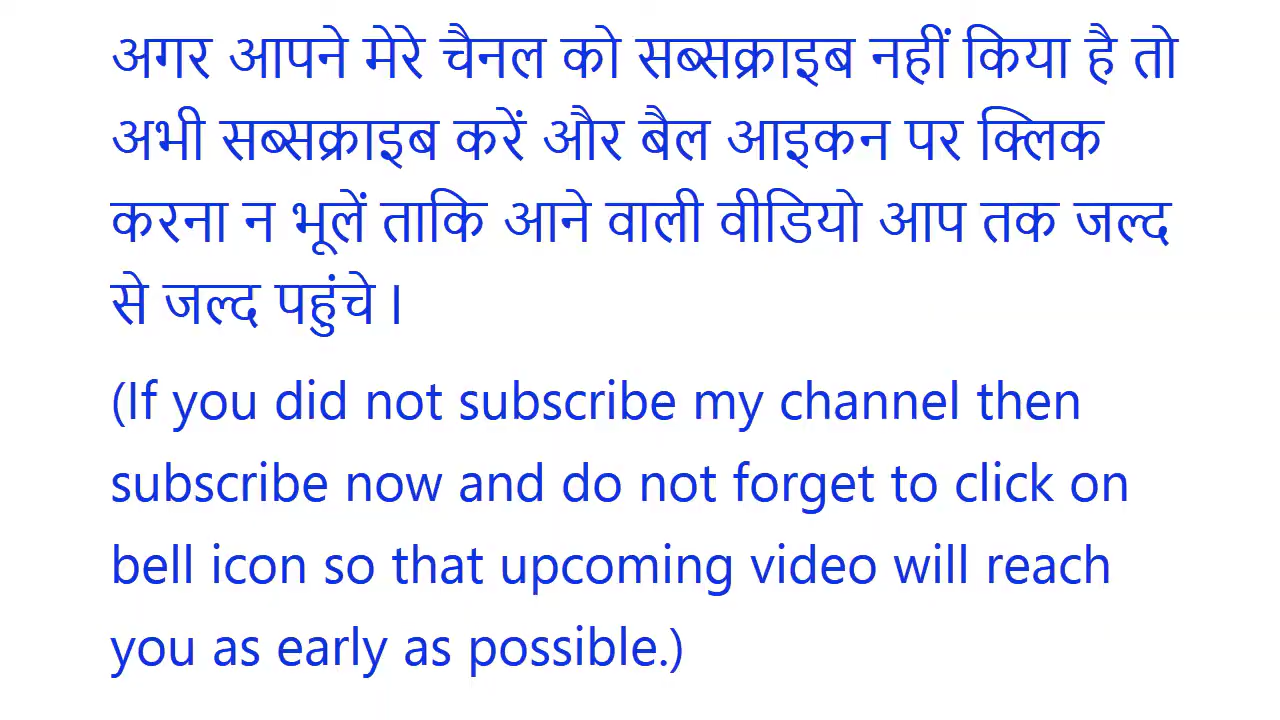 अगर आपने मेरे चैनल को सब्सक्राइब नहीं किया है तो
अभी सब्सक्राइब करें और बैल आइकन पर क्लिक
करना न भूलें ताकि आने वाली वीडियो आप तक जल्द
से जल्द पहुंचे।
(If you did not subscribe my channel then
subscribe now and do not forget to click on
bell icon so that upcoming video will reach
you as early as possible.)